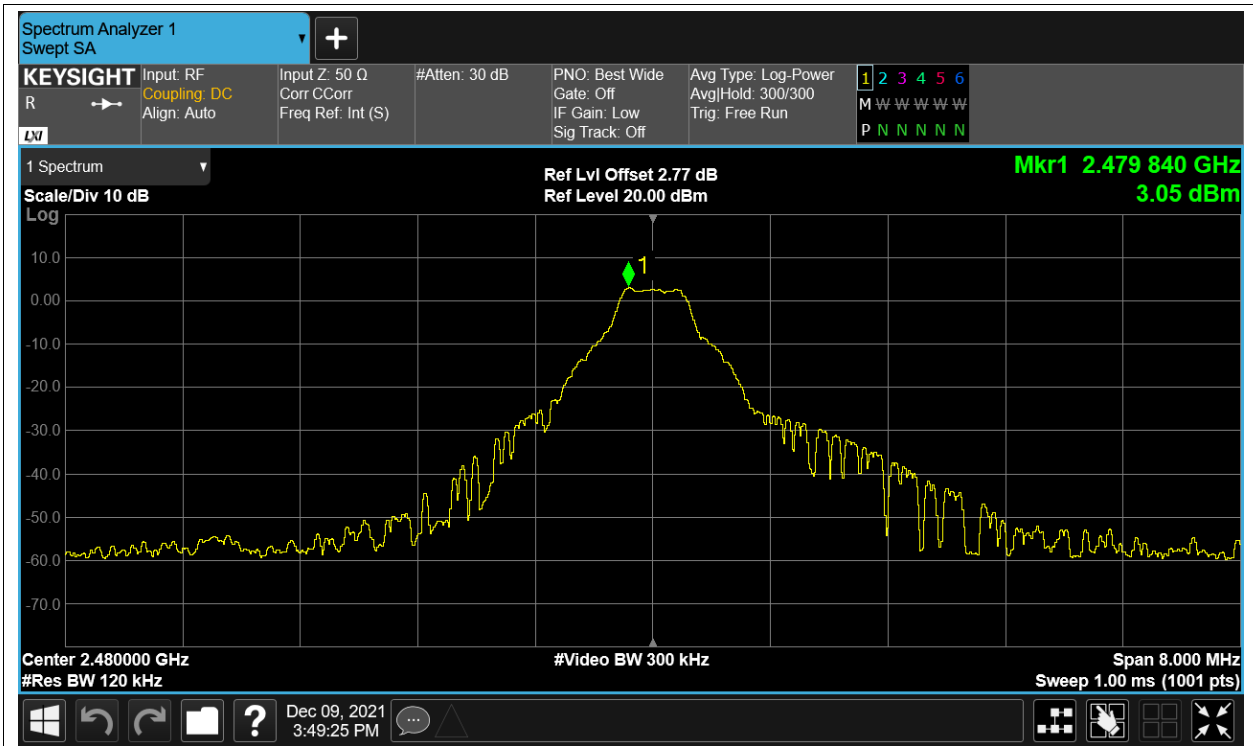 Spectrum Analyzer 1
Swept SA
+
KEYSIGHT
R
LXI
Input: RF
Coupling: DC
Align: Auto
Input Z: 50 Ω
Corr CCorr
Freq Ref: Int (S)
#Atten: 30 dB
PNO: Best Wide
Gate: Off
IF Gain: Low
Sig Track: Off
Avg Type: Log-Power
Avg|Hold: 300/300
Trig: Free Run
1 2 3 4 5 6
M W W W W W
P N N N N N
1 Spectrum
Scale/Div 10 dB
Log
Ref Lvl Offset 2.77 dB
Ref Level 20.00 dBm
Mkr1 2.479 840 GHz
3.05 dBm
1
10.0
0.00
-10.0
-20.0
-30.0
-40.0
-50.0
-60.0
-70.0
Center 2.480000 GHz
#Res BW 120 kHz
#Video BW 300 kHz
Span 8.000 MHz
Sweep 1.00 ms (1001 pts)
?
Dec 09, 2021
3:49:25 PM